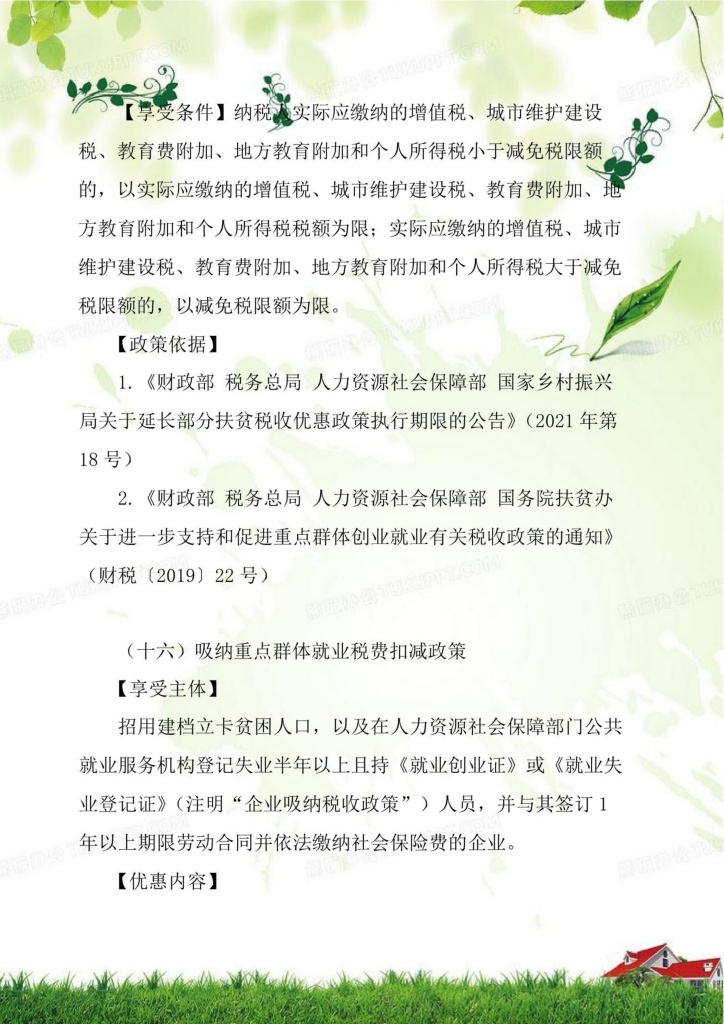 【享受条件】纳税人实际应缴纳的增值税、城市维护建设
税、教育费附加、地方教育附加和个人所得税小于减免税限额
的，以实际应缴纳的增值税、城市维护建设税、教育费附加、地
方教育附加和个人所得税税额为限；实际应缴纳的增值税、城市
维护建设税、教育费附加、地方教育附加和个人所得税大于减免
税限额的，以减免税限额为限。
【政策依据】
1.《财政部 税务总局 人力资源社会保障部 国家乡村振兴
局关于延长部分扶贫税收优惠政策执行期限的公告》（2021 年第
18 号）
2.《财政部 税务总局 人力资源社会保障部 国务院扶贫办
关于进一步支持和促进重点群体创业就业有关税收政策的通知》
（财税〔2019〕22 号）
（十六）吸纳重点群体就业税费扣减政策
【享受主体】
招用建档立卡贫困人口，以及在人力资源社会保障部门公共
就业服务机构登记失业半年以上且持《就业创业证》或《就业失
业登记证》（注明“企业吸纳税收政策”）人员，并与其签订 1
年以上期限劳动合同并依法缴纳社会保险费的企业。
【优惠内容】